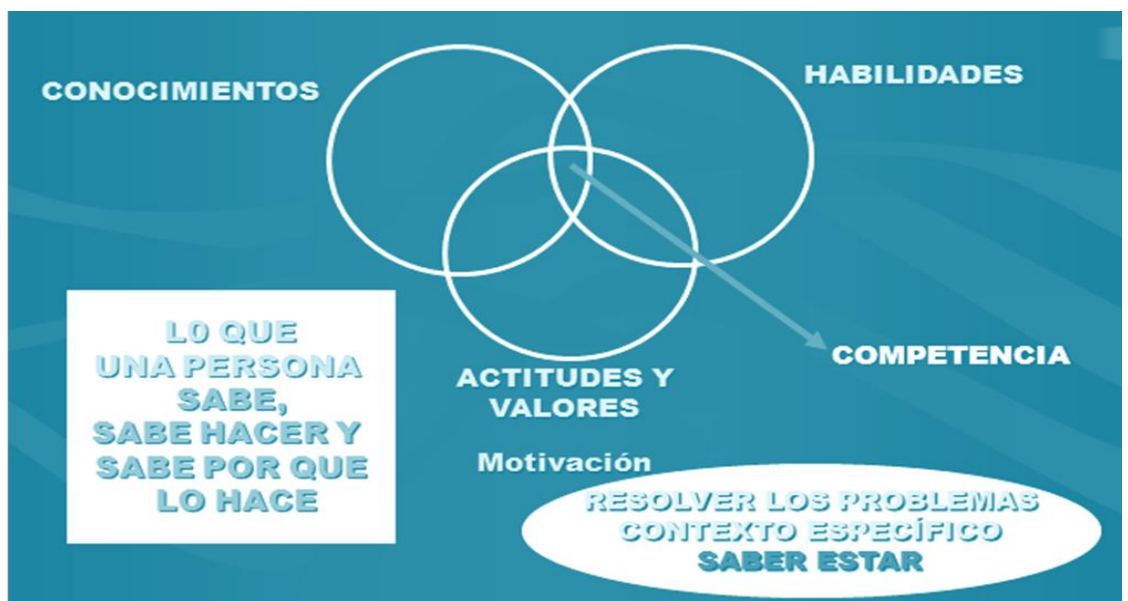 CONOCIMIENTOS
HABILIDADES
L0 QUE
UNA PERSONA
SABE,
SABE HACER Y
SABE POR QUE
LO HACE
ACTITUDES Y
VALORES
Motivación
COMPETENCIA
RESOLVER LOS PROBLEMAS
CONTEXTO ESPECÍFICO
SABER ESTAR